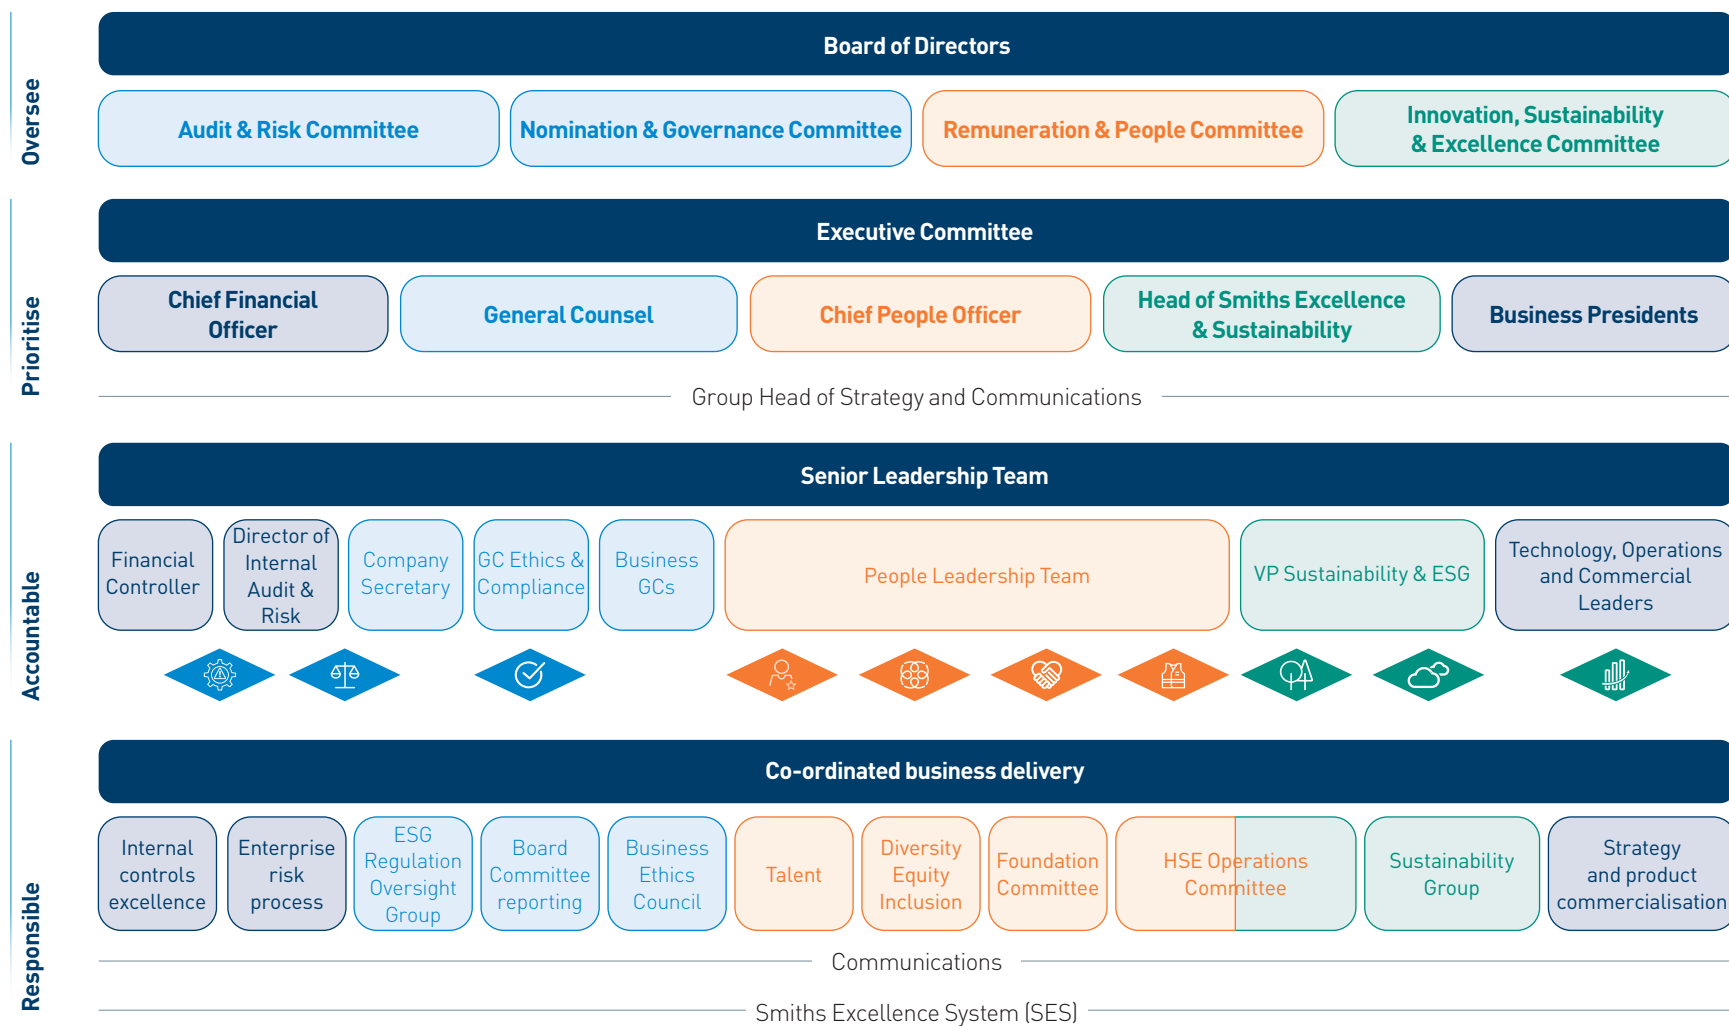 Oversee
Board of Directors
Audit & Risk Committee
Nomination & Governance Committee
Remuneration & People Committee
Innovation, Sustainability
& Excellence Committee
Prioritise
Executive Committee
Chief Financial
Officer
General Counsel
Chief People Officer
Head of Smiths Excellence
& Sustainability
Business Presidents
Group Head of Strategy and Communications
Accountable
Senior Leadership Team
Financial
Controller
Director of
Internal
Audit &
Risk
Company
Secretary
GC Ethics &
Compliance
Business
GCs
People Leadership Team
VP Sustainability & ESG
Technology, Operations
and Commercial
Leaders
Responsible
Co-ordinated business delivery
Internal
controls
excellence
Enterprise
risk
process
ESG
Regulation
Oversight
Group
Board
Committee
reporting
Business
Ethics
Council
Talent
Diversity
Equity
Inclusion
Foundation
Committee
HSE Operations
Committee
Sustainability
Group
Strategy
and product
commercialisation
Communications
Smiths Excellence System (SES)